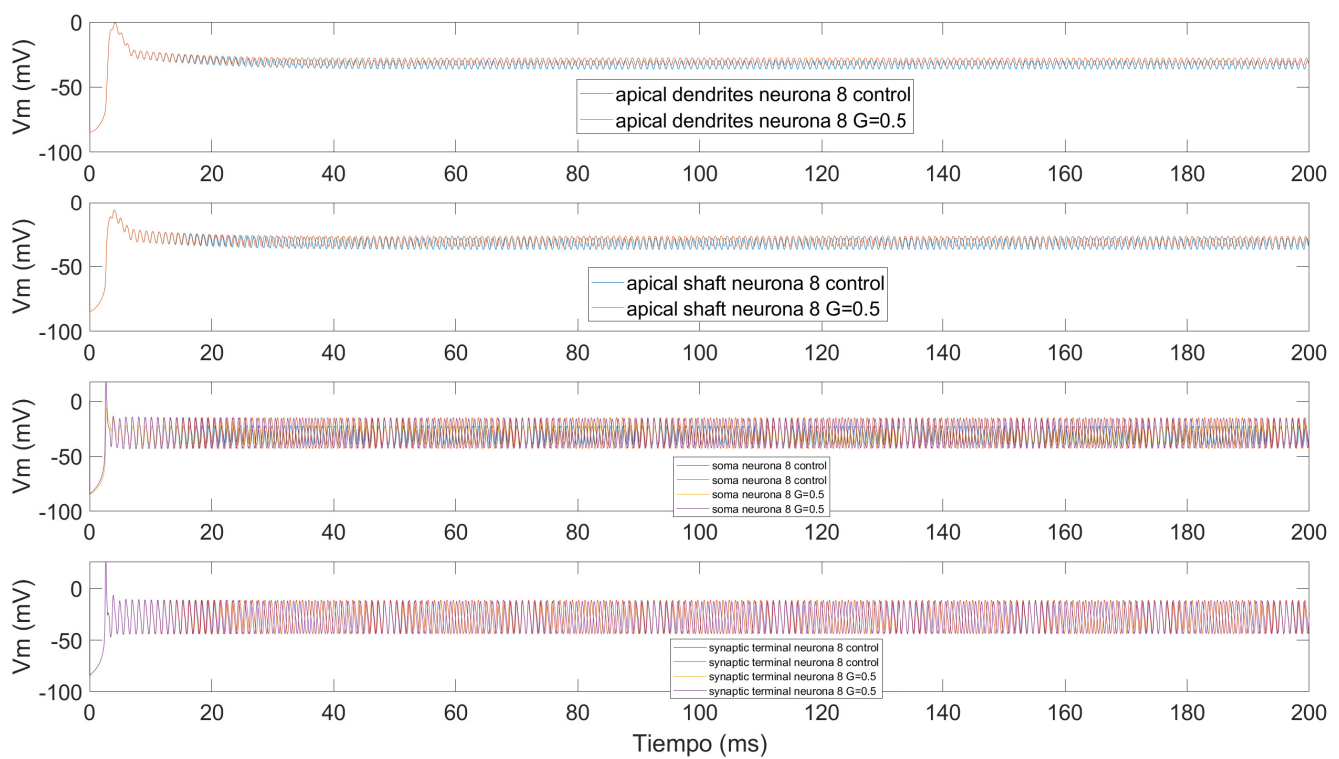 0
-50
-100
Vm (mV)
0 20 40 60 80 100 120 140 160 180 200
apical dendrites neurona 8 control
apical dendrites neurona 8 G=0.5
0
-50
-100
Vm (mV)
0 20 40 60 80 100 120 140 160 180 200
apical shaft neurona 8 control
apical shaft neurona 8 G=0.5
0
-50
-100
Vm (mV)
0 20 40 60 80 100 120 140 160 180 200
soma neurona 8 control
soma neurona 8 control
soma neurona 8 G=0.5
soma neurona 8 G=0.5
0
-50
-100
Vm (mV)
0 20 40 60 80 100 120 140 160 180 200
synaptic terminal neurona 8 control
synaptic terminal neurona 8 control
synaptic terminal neurona 8 G=0.5
synaptic terminal neurona 8 G=0.5
Tiempo (ms)